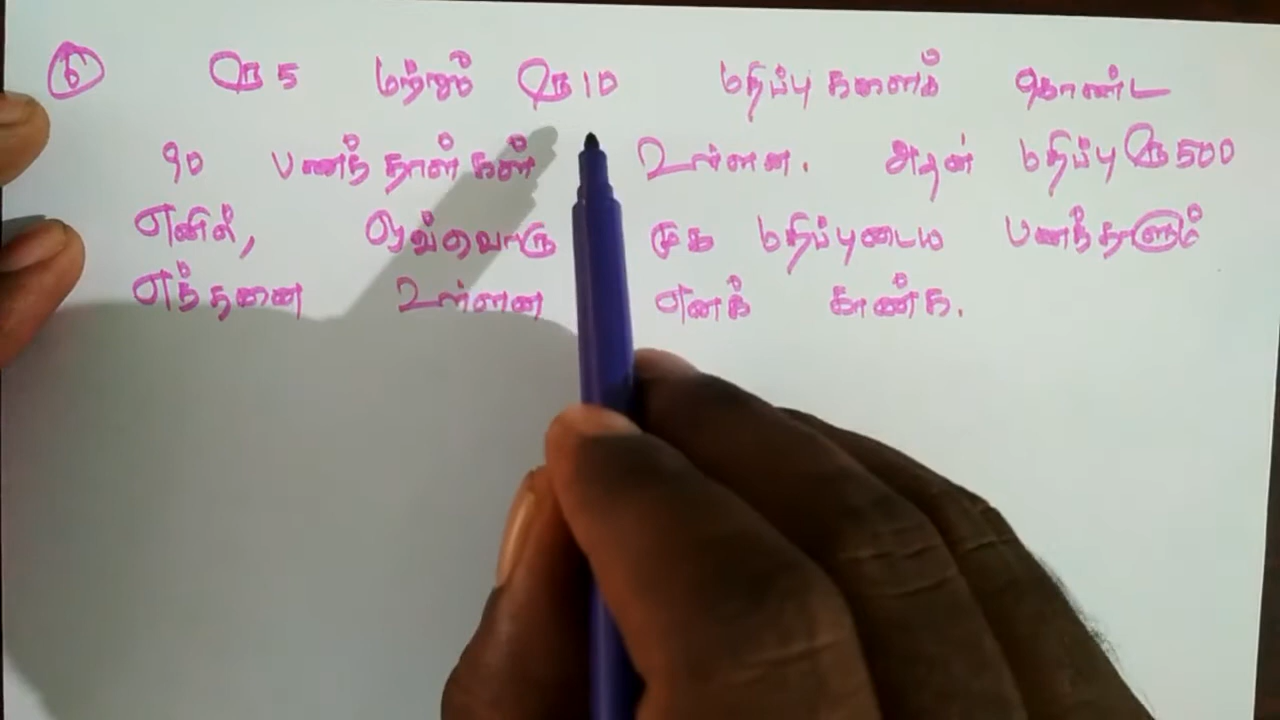 6 ரூ 5 மற்றும் ரூ 10 மதிப்புகளைக் கொண்ட
90 பணத்தாள்கள் உள்ளன. அதன் மதிப்பு ரூ 500
எனில், ஒவ்வொரு முக மதிப்புடைய பணத்தாளும்
எத்தனை உள்ளன எனக் காண்க.